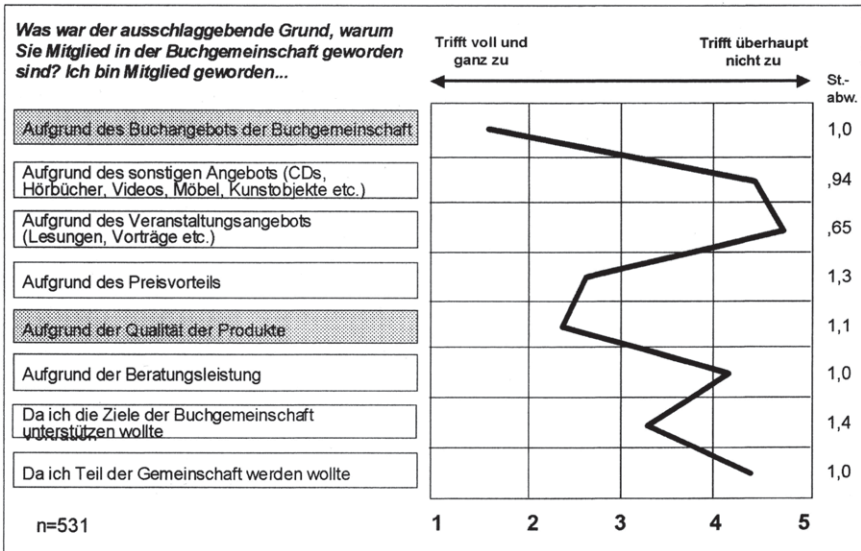 Was war der ausschlaggebende Grund, warum
Sie Mitglied in der Buchgemeinschaft geworden
sind? Ich bin Mitglied geworden...
Trifft voll und
ganz zu
Trifft überhaupt
nicht zu
St.-
abw.
Aufgrund des Buchangebots der Buchgemeinschaft
1,0
Aufgrund des sonstigen Angebots (CDs,
Hörbücher, Videos, Möbel, Kunstobjekte etc.)
,94
Aufgrund des Veranstaltungsangebots
(Lesungen, Vorträge etc.)
,65
Aufgrund des Preisvorteils
1,3
Aufgrund der Qualität der Produkte
1,1
Aufgrund der Beratungsleistung
1,0
Da ich die Ziele der Buchgemeinschaft
unterstützen wollte
1,4
Da ich Teil der Gemeinschaft werden wollte
1,0
n=531
1 2 3 4 5